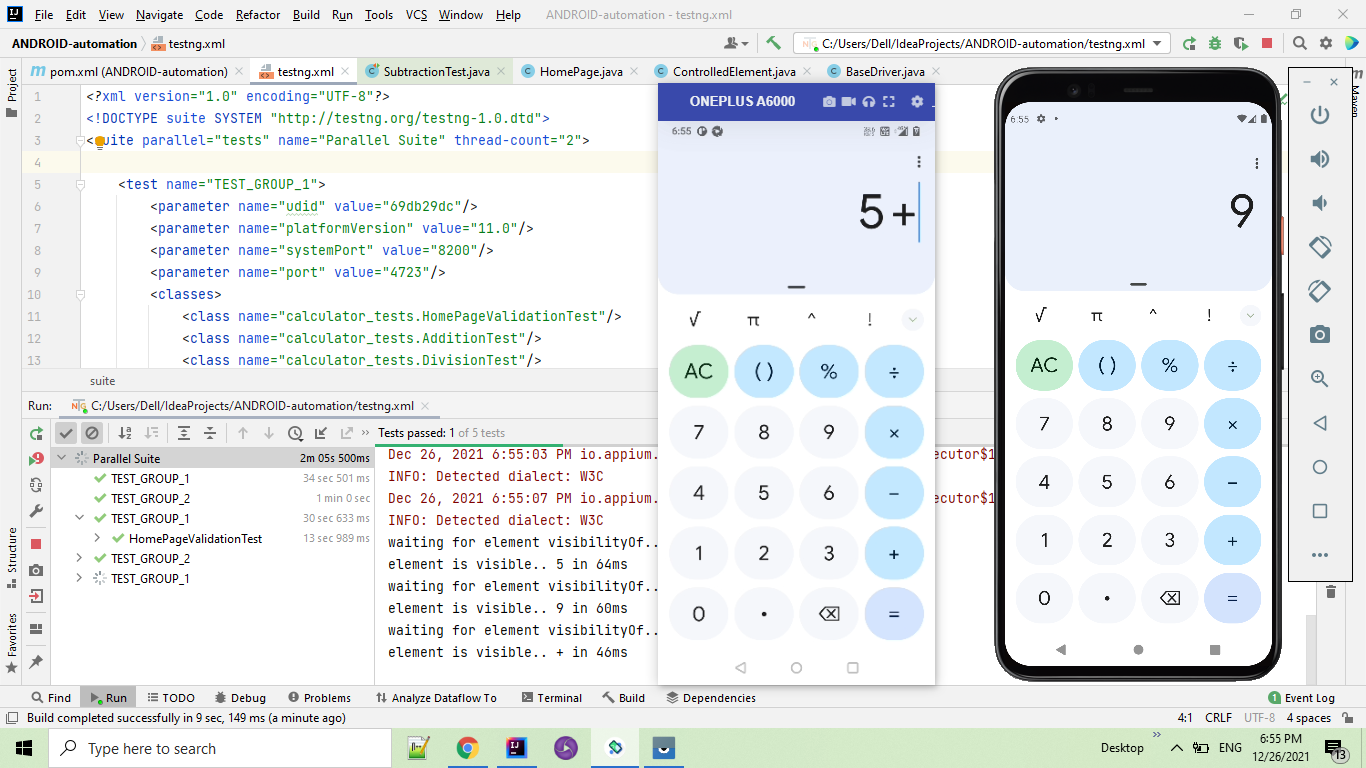 File Edit View Navigate Code Refactor Build Run Tools VCS Window Help ANDROID-automation - testng.xml
ANDROID-automation testng.xml C:/Users/Dell/IdeaProjects/ANDROID-automation/testng.xml
pom.xml (ANDROID-automation) testng.xml SubtractionTest.java HomePage.java ControlledElement.java BaseDriver.java
Project
Maven
Structure
Favorites
1 <?xml version="1.0" encoding="UTF-8"?>
2 <!DOCTYPE suite SYSTEM "http://testng.org/testng-1.0.dtd">
3 <suite parallel="tests" name="Parallel Suite" thread-count="2">
4
5 <test name="TEST_GROUP_1">
6 <parameter name="udid" value="69db29dc"/>
7 <parameter name="platformVersion" value="11.0"/>
8 <parameter name="systemPort" value="8200"/>
9 <parameter name="port" value="4723"/>
10 <classes>
11 <class name="calculator_tests.HomePageValidationTest"/>
12 <class name="calculator_tests.AdditionTest"/>
13 <class name="calculator_tests.DivisionTest"/>
suite
Run: C:/Users/Dell/IdeaProjects/ANDROID-automation/testng.xml
Tests passed: 1 of 5 tests
Parallel Suite 2m 05s 500ms
TEST_GROUP_1 34 sec 501 ms
TEST_GROUP_2 1 min 0 sec
TEST_GROUP_1 30 sec 633 ms
HomePageValidationTest 13 sec 989 ms
TEST_GROUP_2
TEST_GROUP_1
Dec 26, 2021 6:55:03 PM io.appium. ecutor$1
INFO: Detected dialect: W3C
Dec 26, 2021 6:55:07 PM io.appium. ecutor$1
INFO: Detected dialect: W3C
waiting for element visibilityOf..
element is visible.. 5 in 64ms
waiting for element visibilityOf..
element is visible.. 9 in 60ms
waiting for element visibilityOf..
element is visible.. + in 46ms
ONEPLUS A6000
6:55
5+
√ π ^ !
AC ( ) % ÷
7 8 9 ×
4 5 6 −
1 2 3 +
0 • =
6:55
9
√ π ^ !
AC ( ) % ÷
7 8 9 ×
4 5 6 −
1 2 3 +
0 • =
Find Run TODO Debug Problems Analyze Dataflow To Terminal Build Dependencies 1 Event Log
Build completed successfully in 9 sec, 149 ms (a minute ago) 4:1 CRLF UTF-8 4 spaces
Type here to search Desktop ENG 6:55 PM
12/26/2021 13